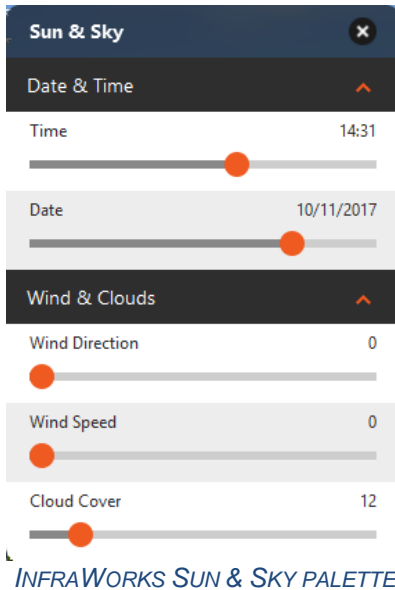 Sun & Sky
Date & Time
Time 14:31
Date 10/11/2017
Wind & Clouds
Wind Direction 0
Wind Speed 0
Cloud Cover 12
INFRAWORKS SUN & SKY PALETTE